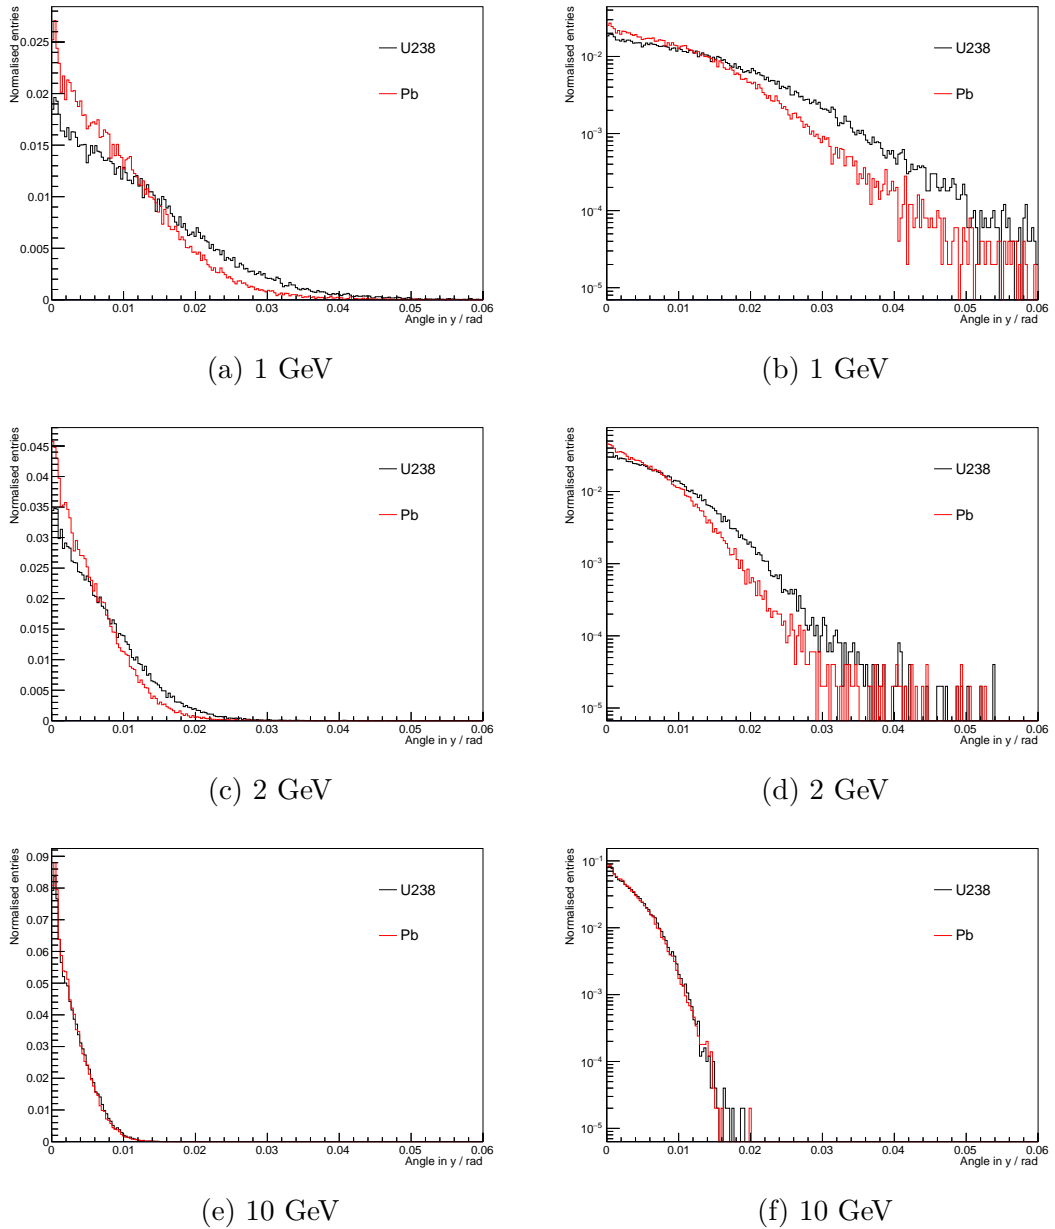 Normalised entries
0.025
0.02
0.015
0.01
0.005
0
U238
Pb
0 0.01 0.02 0.03 0.04 0.05 0.06
Angle in y / rad
(a) 1 GeV
Normalised entries
10−2
10−3
10−4
10−5
U238
Pb
0 0.01 0.02 0.03 0.04 0.05 0.06
Angle in y / rad
(b) 1 GeV
Normalised entries
0.045
0.04
0.035
0.03
0.025
0.02
0.015
0.01
0.005
0
U238
Pb
0 0.01 0.02 0.03 0.04 0.05 0.06
Angle in y / rad
(c) 2 GeV
Normalised entries
10−2
10−3
10−4
10−5
U238
Pb
0 0.01 0.02 0.03 0.04 0.05 0.06
Angle in y / rad
(d) 2 GeV
Normalised entries
0.09
0.08
0.07
0.06
0.05
0.04
0.03
0.02
0.01
0
U238
Pb
0 0.01 0.02 0.03 0.04 0.05 0.06
Angle in y / rad
(e) 10 GeV
Normalised entries
10−1
10−2
10−3
10−4
10−5
U238
Pb
0 0.01 0.02 0.03 0.04 0.05 0.06
Angle in y / rad
(f) 10 GeV